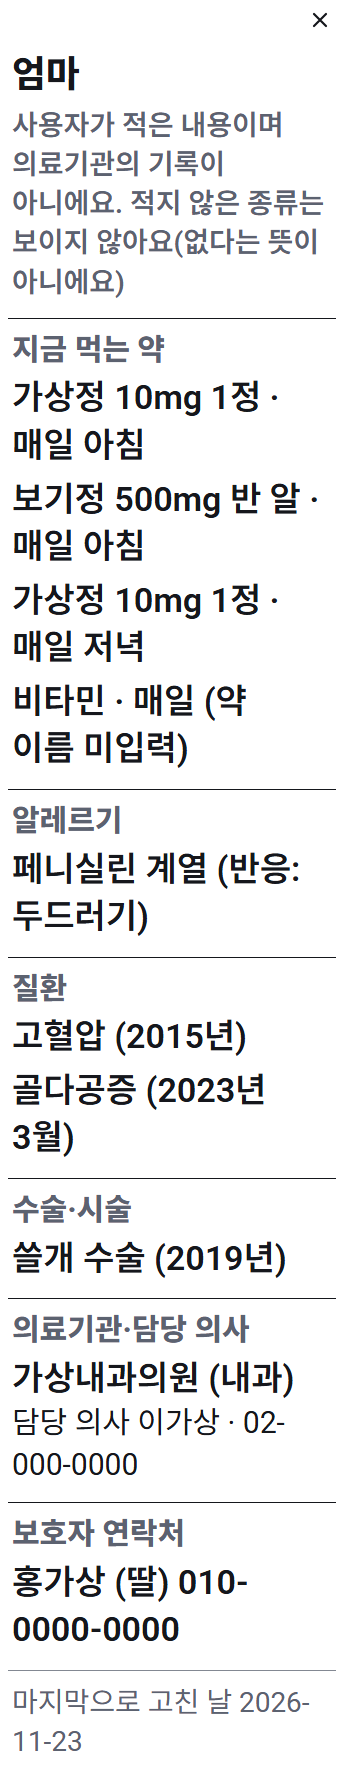 엄마
사용자가 적은 내용이며
의료기관의 기록이
아니에요. 적지 않은 종류는
보이지 않아요(없다는 뜻이
아니에요)
지금 먹는 약
가상정 10mg 1정 ·
매일 아침
보기정 500mg 반 알 ·
매일 아침
가상정 10mg 1정 ·
매일 저녁
비타민 · 매일 (약
이름 미입력)
알레르기
페니실린 계열 (반응:
두드러기)
질환
고혈압 (2015년)
골다공증 (2023년
3월)
수술·시술
쓸개 수술 (2019년)
의료기관·담당 의사
가상내과의원 (내과)
담당 의사 이가상 · 02-
000-0000
보호자 연락처
홍가상 (딸) 010-
0000-0000
마지막으로 고친 날 2026-
11-23